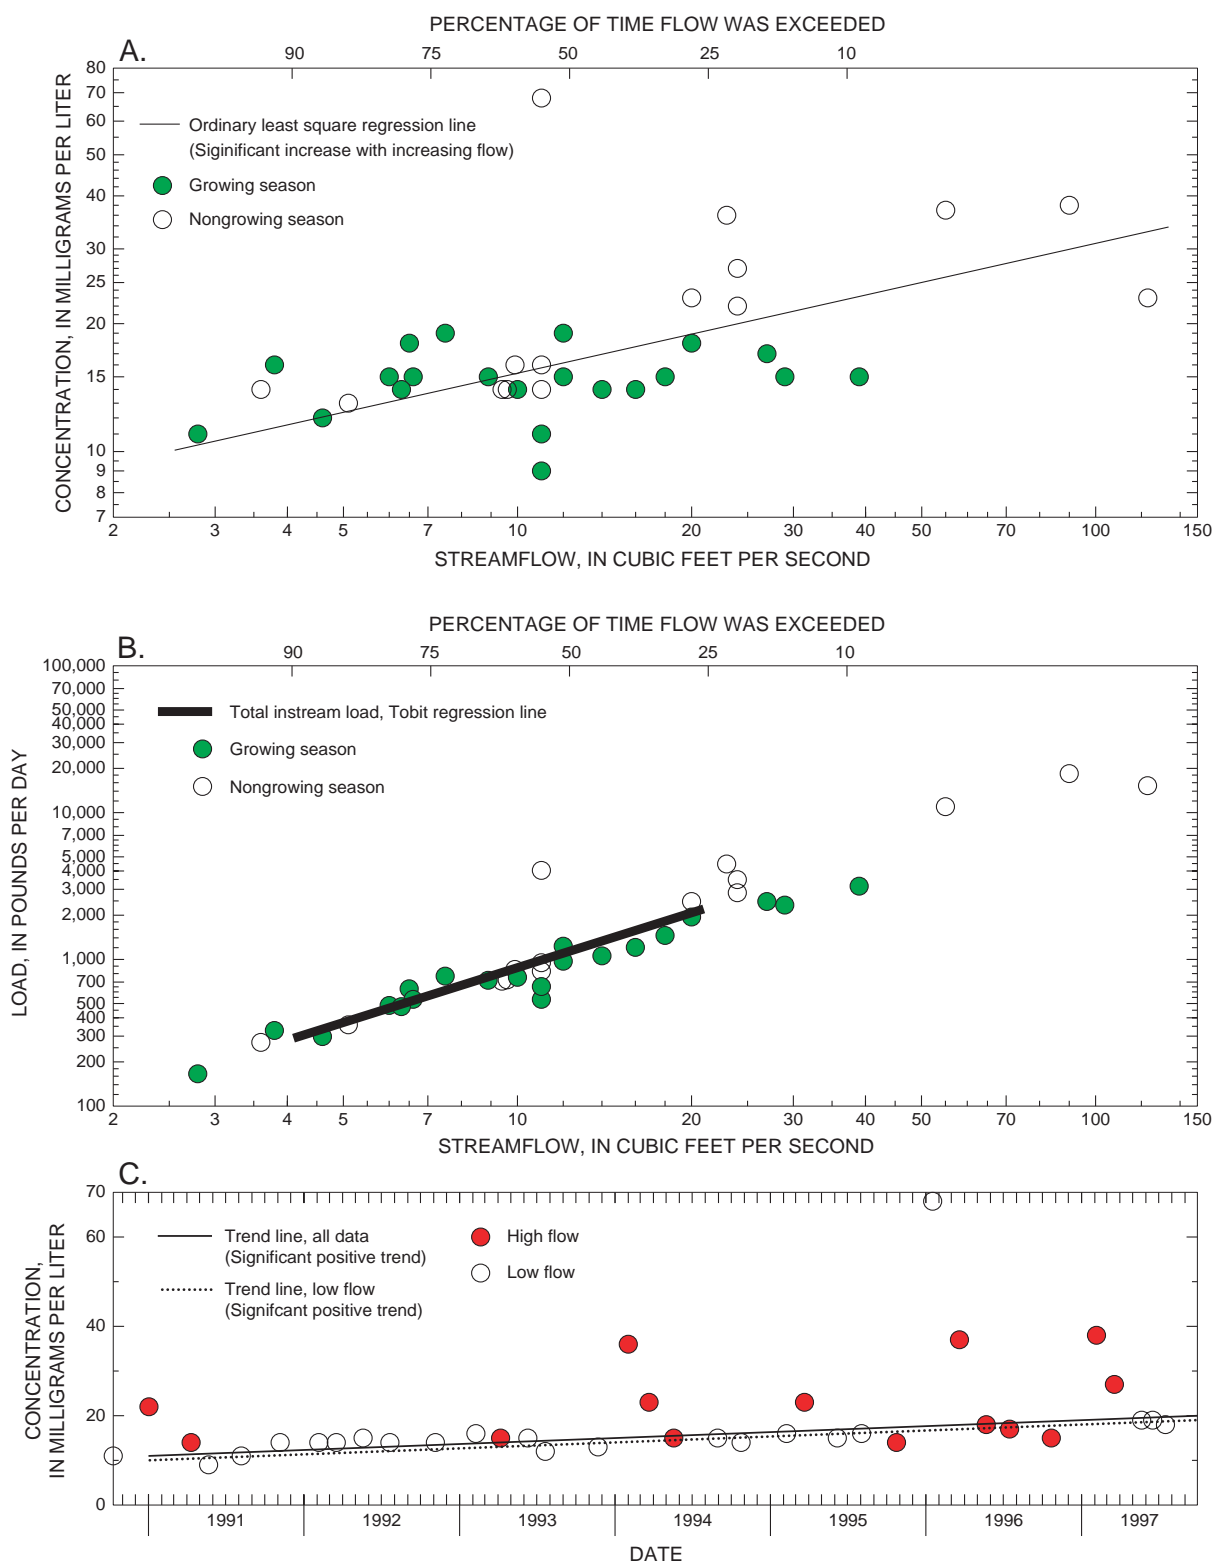 PERCENTAGE OF TIME FLOW WAS EXCEEDED
A.
90 75 50 25 10
CONCENTRATION, IN MILLIGRAMS PER LITER
80
70
60
50
40
30
25
20
15
10
9
8
7
Ordinary least square regression line
(Siginificant increase with increasing flow)
Growing season
Nongrowing season
2 3 4 5 7 10 20 30 50 70 100 150
STREAMFLOW, IN CUBIC FEET PER SECOND
PERCENTAGE OF TIME FLOW WAS EXCEEDED
B.
90 75 50 25 10
LOAD, IN POUNDS PER DAY
100,000
70,000
50,000
40,000
30,000
20,000
10,000
7,000
5,000
4,000
3,000
2,000
1,000
700
500
400
300
200
100
Total instream load, Tobit regression line
Growing season
Nongrowing season
2 3 4 5 7 10 20 30 50 70 100 150
STREAMFLOW, IN CUBIC FEET PER SECOND
C.
CONCENTRATION,
IN MILLIGRAMS PER LITER
70
60
40
20
0
Trend line, all data
(Significant positive trend)
Trend line, low flow
(Signifcant positive trend)
High flow
Low flow
1991 1992 1993 1994 1995 1996 1997
DATE